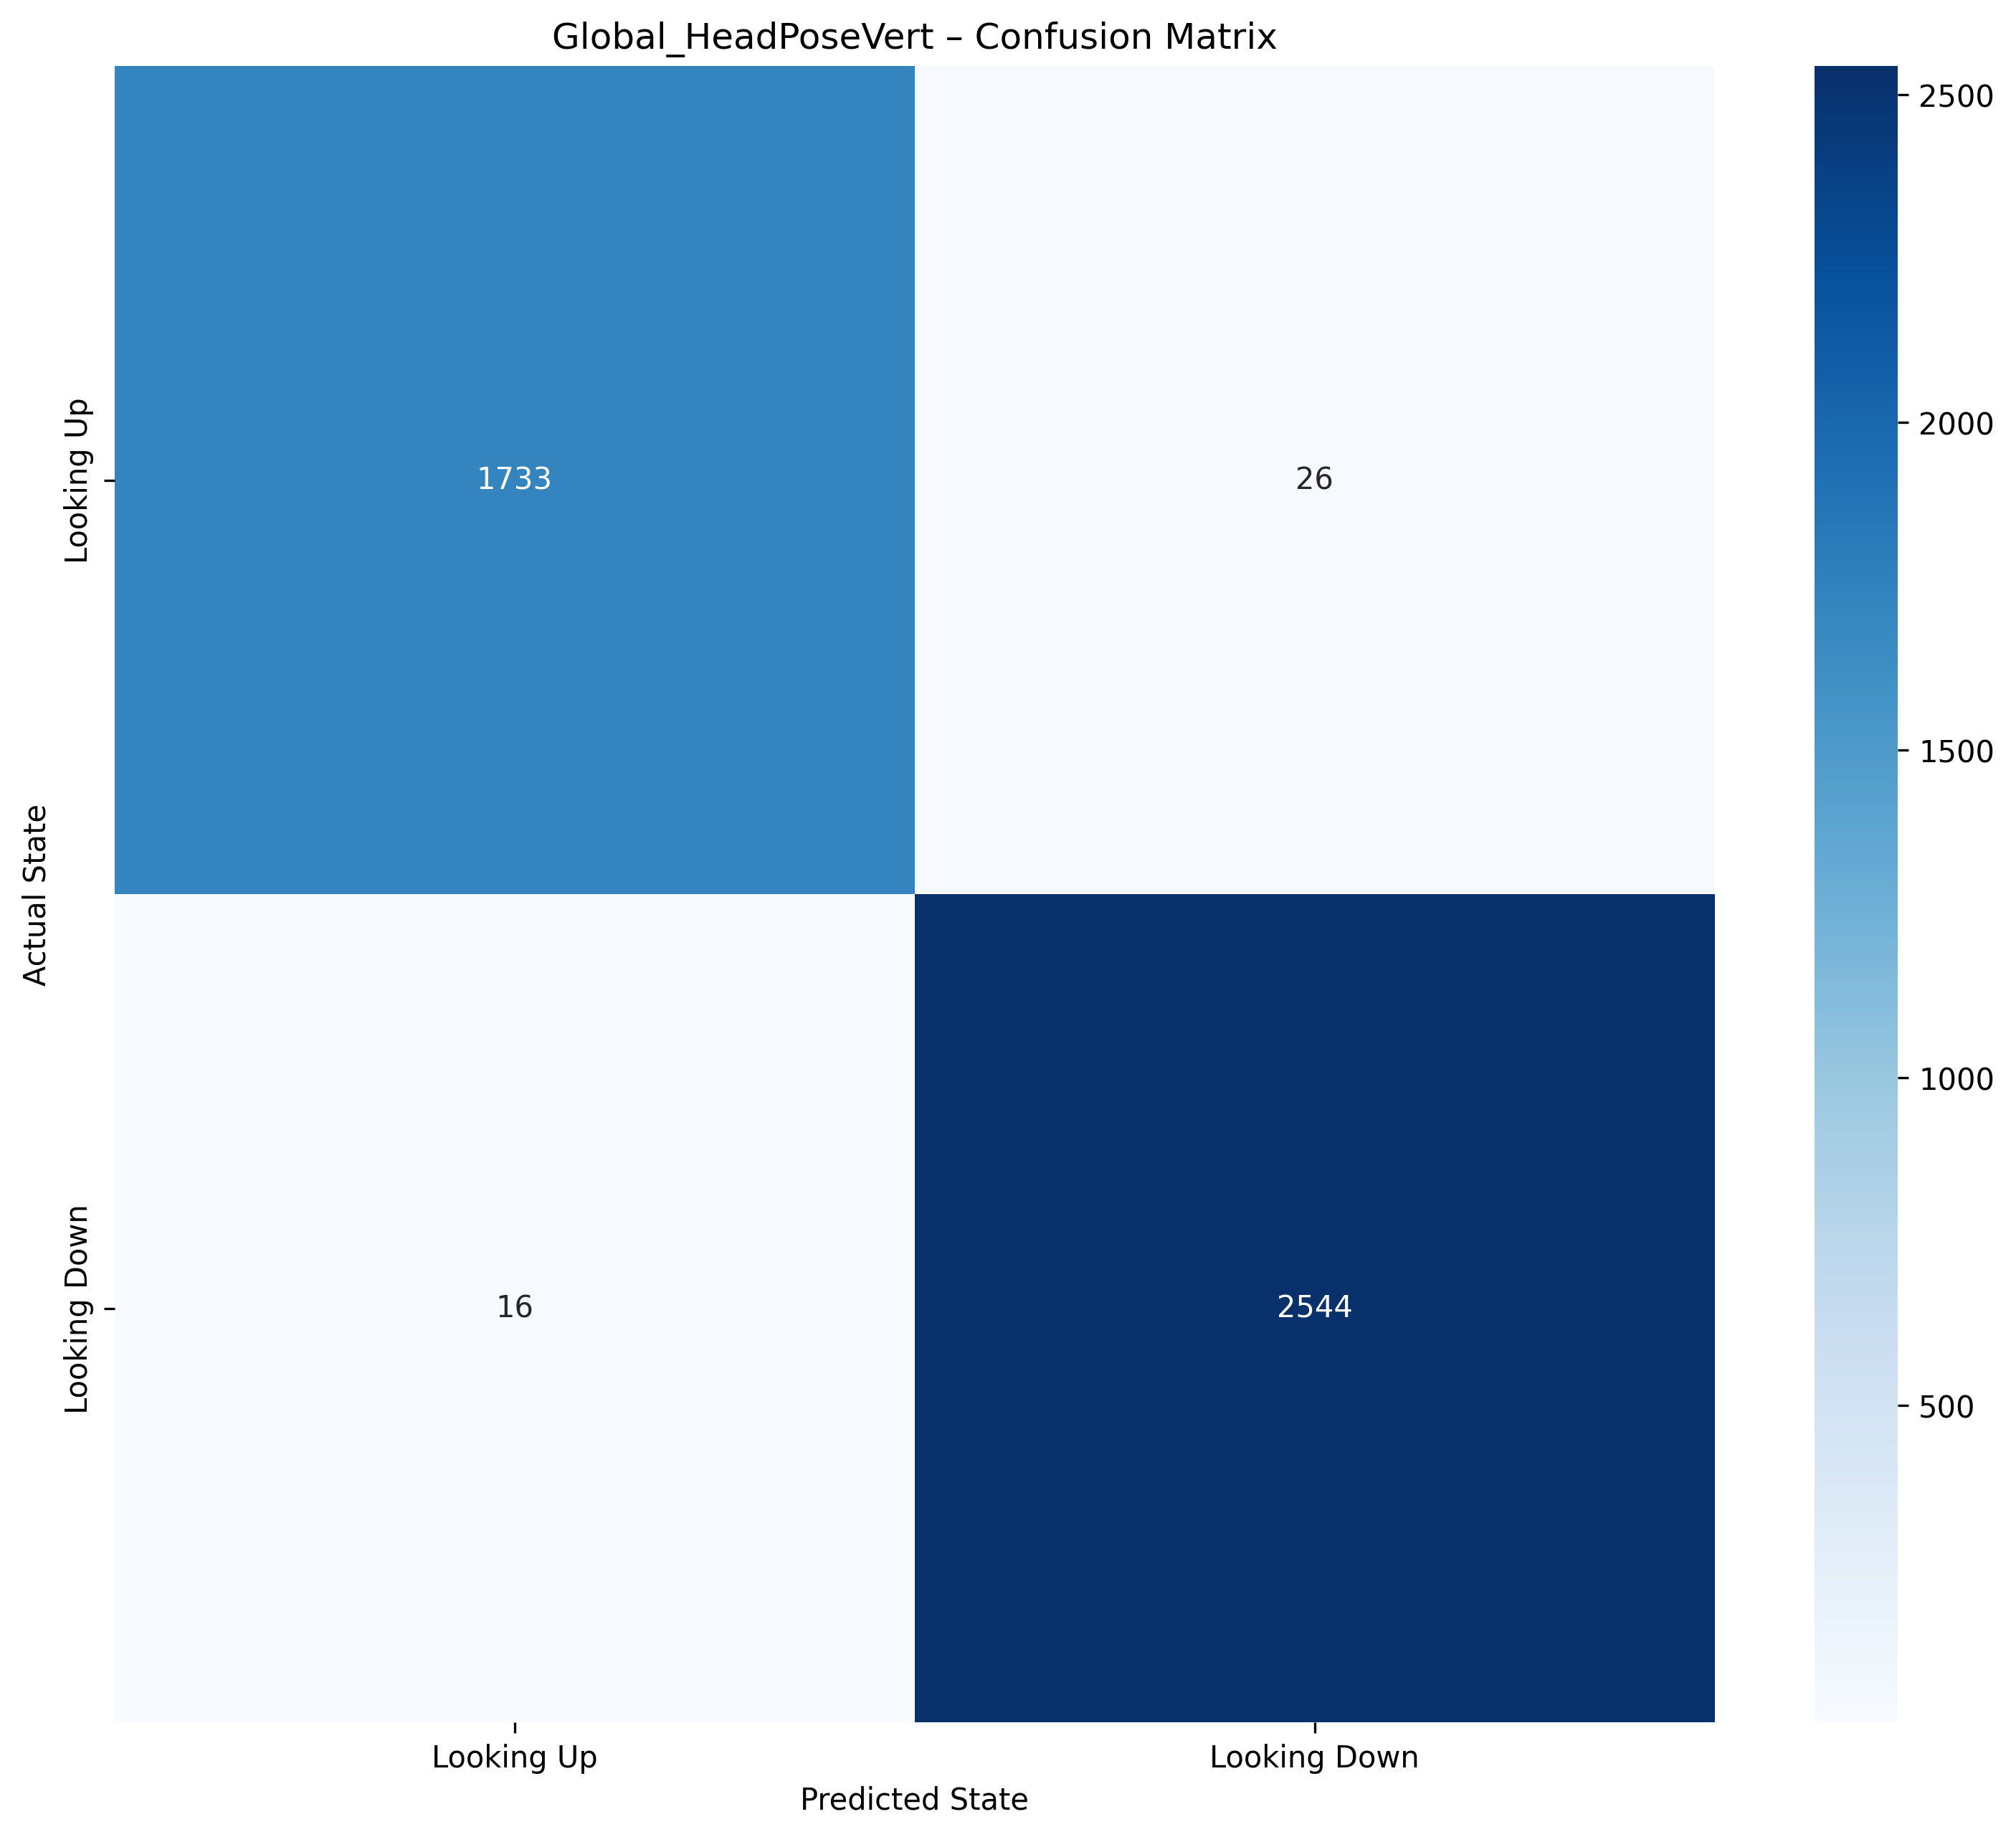 Global_HeadPoseVert – Confusion Matrix
2500
2000
1500
1000
500
Actual State
Looking Up
1733
26
Looking Down
16
2544
Looking Up
Looking Down
Predicted State